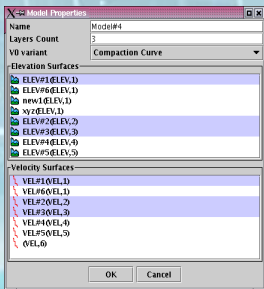 Model Properties
Name Model#4
Layers Count 3
V0 variant Compaction Curve
Elevation Surfaces
ELEV#1(ELEV,1)
ELEV#6(ELEV,1)
new1(ELEV,1)
xyz(ELEV,1)
ELEV#2(ELEV,2)
ELEV#3(ELEV,3)
ELEV#4(ELEV,4)
ELEV#5(ELEV,5)
Velocity Surfaces
VEL#1(VEL,1)
VEL#6(VEL,1)
VEL#2(VEL,2)
VEL#3(VEL,3)
VEL#4(VEL,4)
VEL#5(VEL,5)
(VEL,6)
OK Cancel